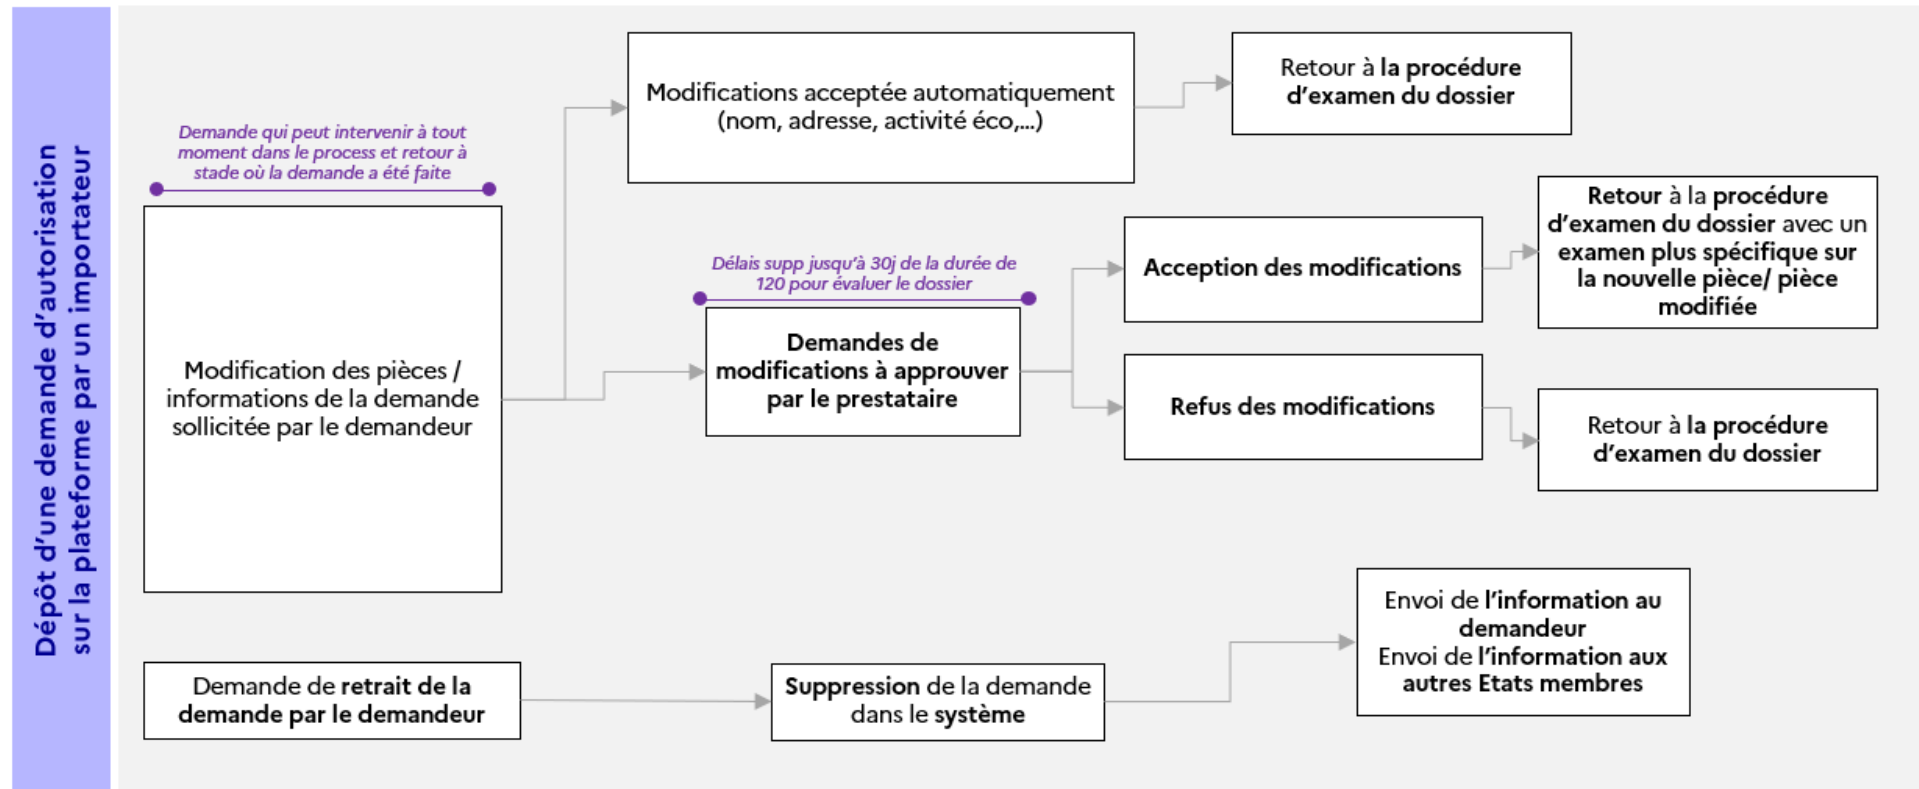 Dépôt d'une demande d'autorisation
sur la plateforme par un importateur
Demande qui peut intervenir à tout
moment dans le process et retour à
stade où la demande a été faite
Modification des pièces /
informations de la demande
sollicitée par le demandeur
Modifications acceptée automatiquement
(nom, adresse, activité éco,...)
Retour à la procédure
d'examen du dossier
Délais supp jusqu'à 30j de la durée de
120 pour évaluer le dossier
Demandes de
modifications à approuver
par le prestataire
Acception des modifications
Retour à la procédure
d'examen du dossier avec un
examen plus spécifique sur
la nouvelle pièce/ pièce
modifiée
Refus des modifications
Retour à la procédure
d'examen du dossier
Demande de retrait de la
demande par le demandeur
Suppression de la demande
dans le système
Envoi de l'information au
demandeur
Envoi de l'information aux
autres Etats membres